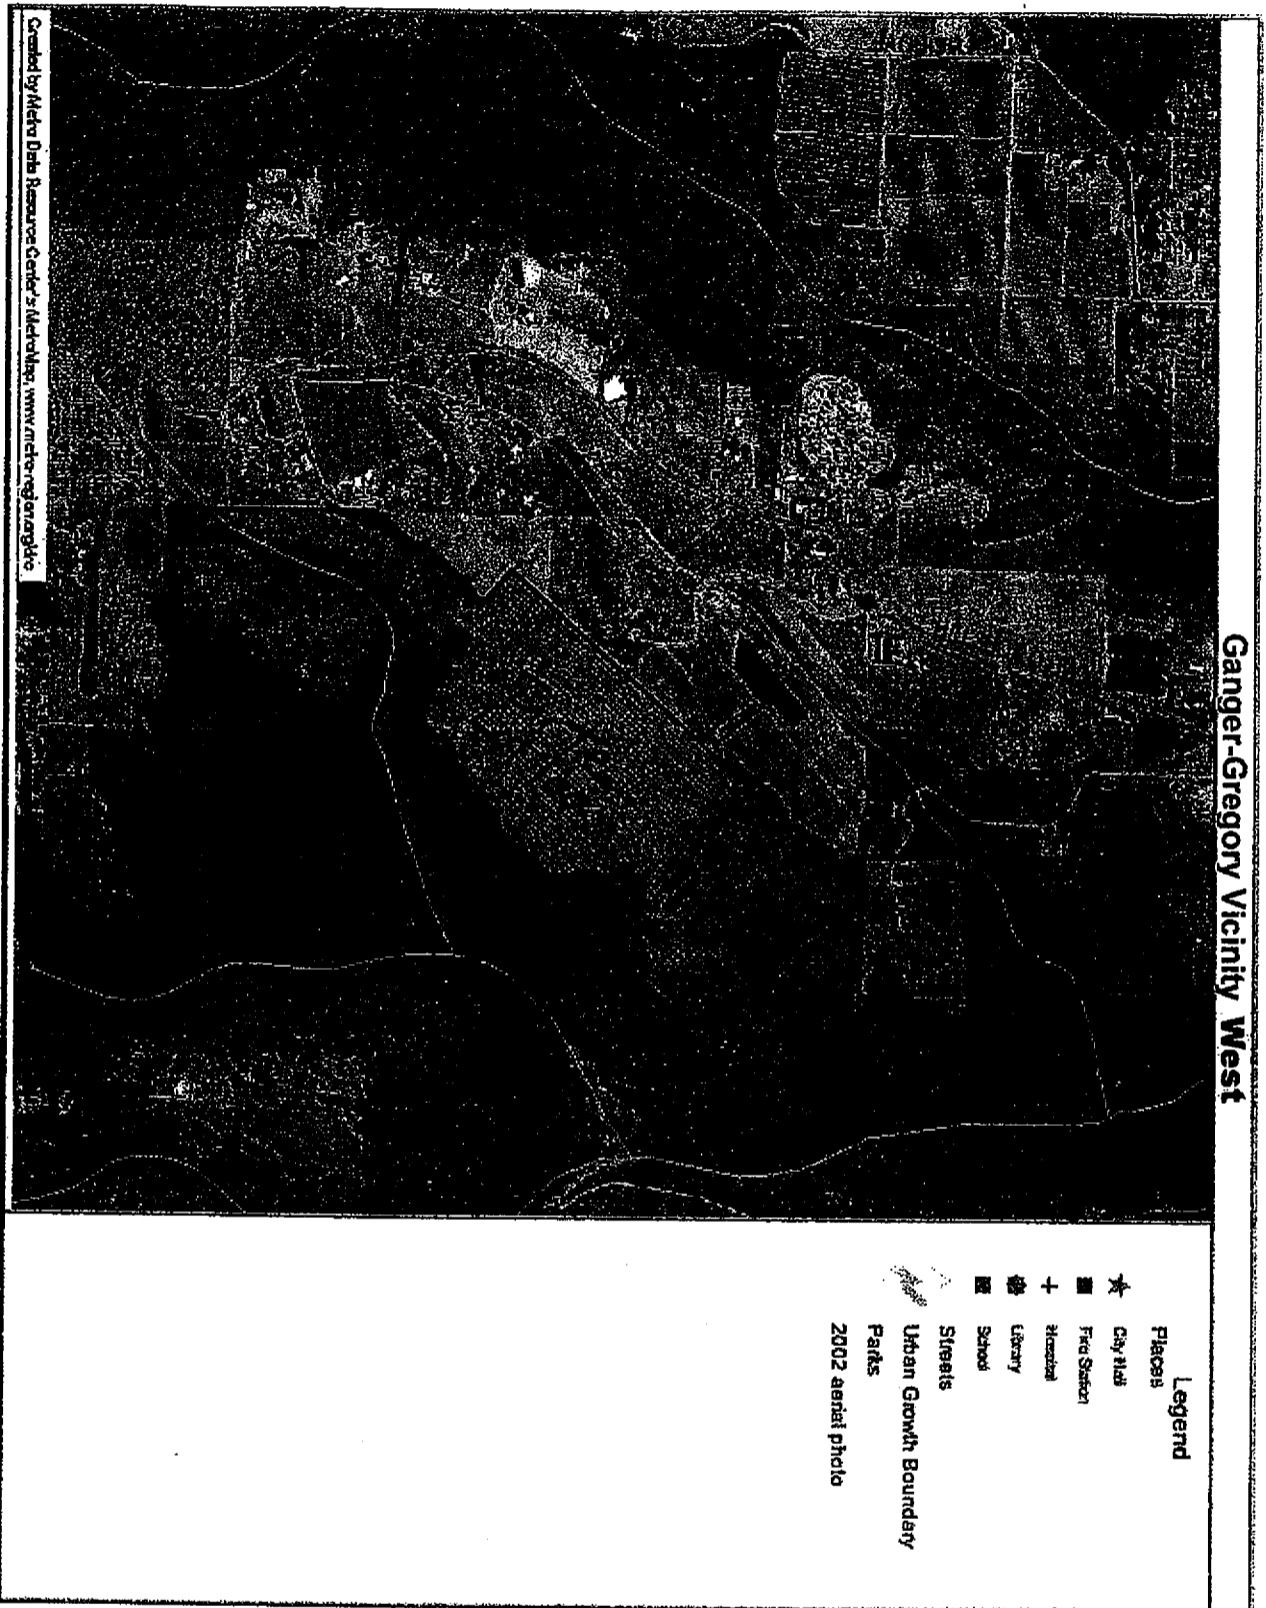 Ganger-Gregory Vicinity West
Legend
Places
City Hall
Fire Station
Hospital
Library
School
Streets
Urban Growth Boundary
Parks
2002 aerial photo
Created by Metro Data Resource Center's MetroMap, www.metro-region.org/drc